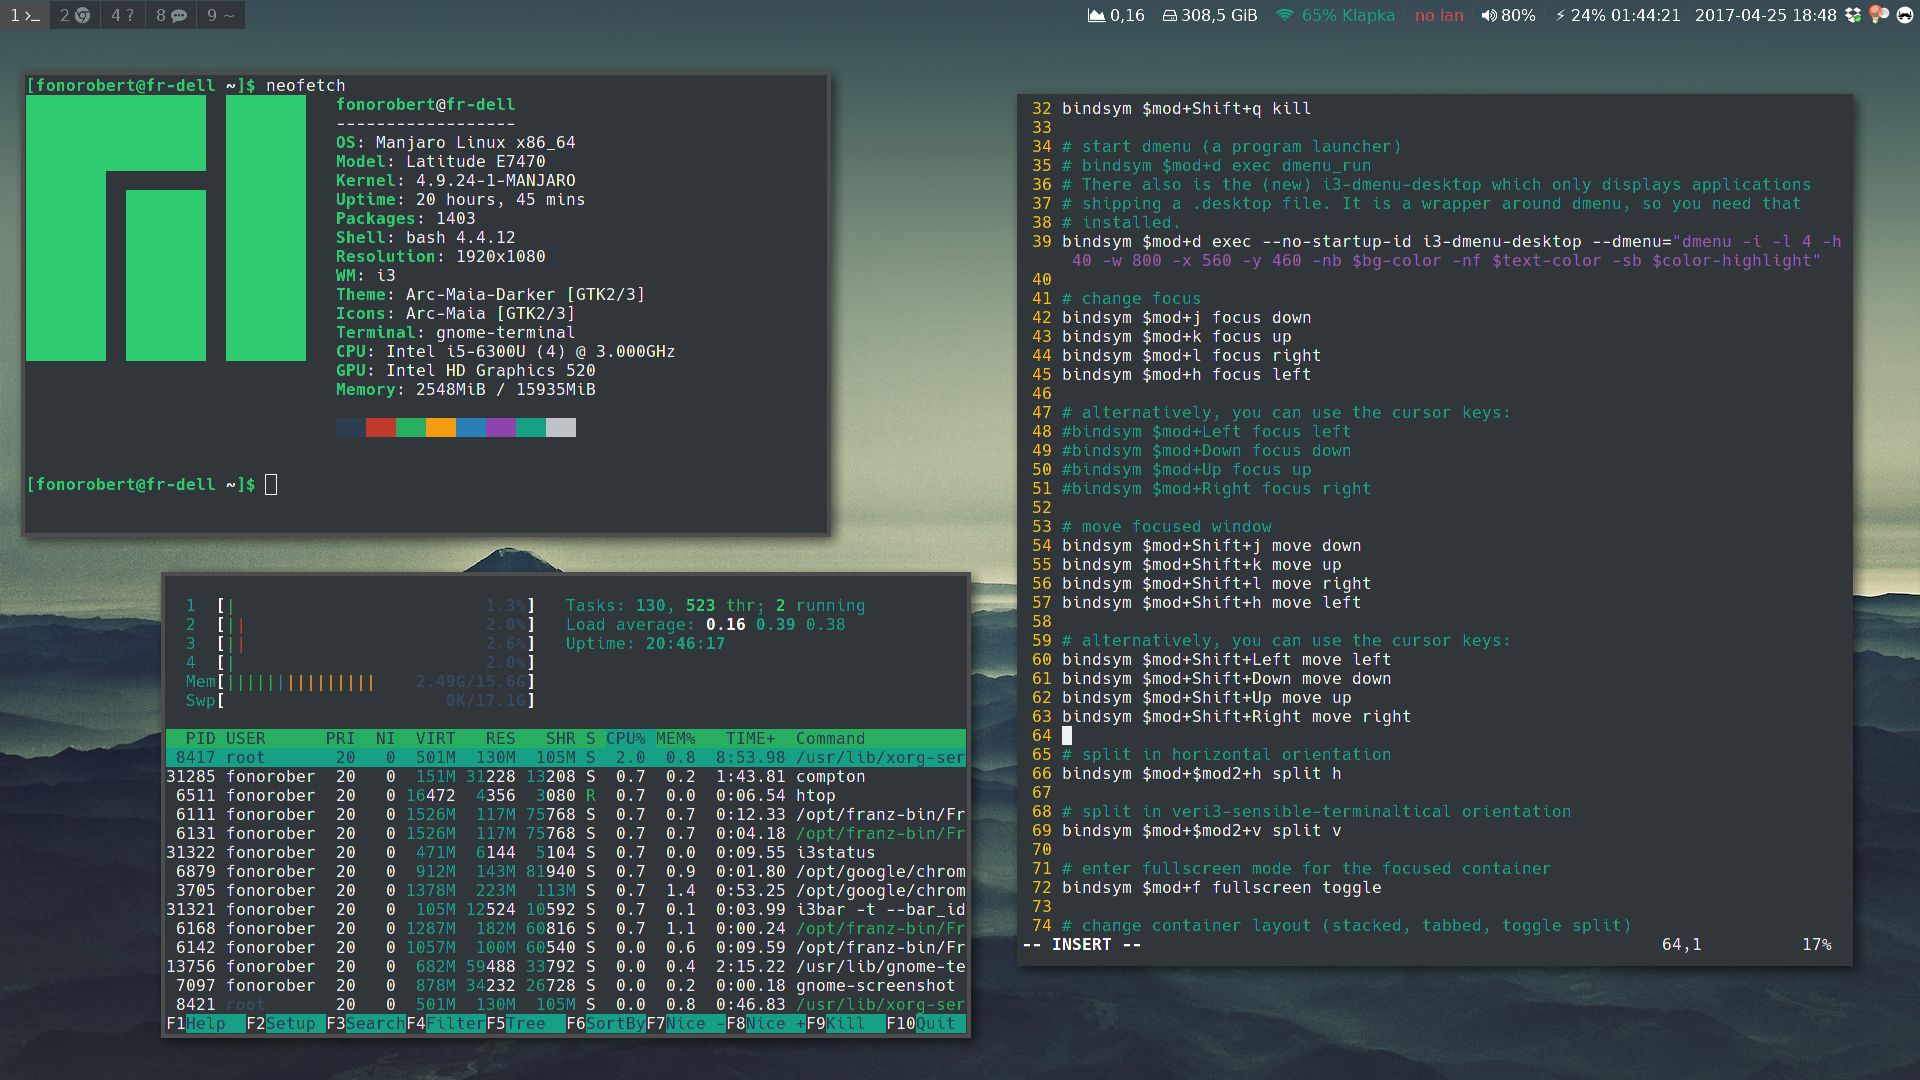 1 >_ 2 4 ? 8 9 ~
0,16 308,5 GiB 65% Klapka no lan 80% ⚡ 24% 01:44:21 2017-04-25 18:48
[fonorobert@fr-dell ~]$ neofetch
fonorobert@fr-dell
------------------
OS: Manjaro Linux x86_64
Model: Latitude E7470
Kernel: 4.9.24-1-MANJARO
Uptime: 20 hours, 45 mins
Packages: 1403
Shell: bash 4.4.12
Resolution: 1920x1080
WM: i3
Theme: Arc-Maia-Darker [GTK2/3]
Icons: Arc-Maia [GTK2/3]
Terminal: gnome-terminal
CPU: Intel i5-6300U (4) @ 3.000GHz
GPU: Intel HD Graphics 520
Memory: 2548MiB / 15935MiB
[fonorobert@fr-dell ~]$
1 [| 1.3%] Tasks: 130, 523 thr; 2 running
2 [|| 2.0%] Load average: 0.16 0.39 0.38
3 [|| 2.6%] Uptime: 20:46:17
4 [| 2.0%]
Mem[||||||||||||||| 2.49G/15.6G]
Swp[ 0K/17.1G]
PID USER PRI NI VIRT RES SHR S CPU% MEM% TIME+ Command
8417 root 20 0 501M 130M 105M S 2.0 0.8 8:53.98 /usr/lib/xorg-ser
31285 fonorober 20 0 151M 31228 13208 S 0.7 0.2 1:43.81 compton
6511 fonorober 20 0 16472 4356 3080 R 0.7 0.0 0:06.54 htop
6111 fonorober 20 0 1526M 117M 75768 S 0.7 0.7 0:12.33 /opt/franz-bin/Fr
6131 fonorober 20 0 1526M 117M 75768 S 0.7 0.7 0:04.18 /opt/franz-bin/Fr
31322 fonorober 20 0 471M 6144 5104 S 0.7 0.0 0:09.55 i3status
6879 fonorober 20 0 912M 143M 81940 S 0.7 0.9 0:01.80 /opt/google/chrom
3705 fonorober 20 0 1378M 223M 113M S 0.7 1.4 0:53.25 /opt/google/chrom
31321 fonorober 20 0 105M 12524 10592 S 0.7 0.1 0:03.99 i3bar -t --bar_id
6168 fonorober 20 0 1287M 182M 60816 S 0.7 1.1 0:00.24 /opt/franz-bin/Fr
6142 fonorober 20 0 1057M 100M 60540 S 0.0 0.6 0:09.59 /opt/franz-bin/Fr
13756 fonorober 20 0 682M 59488 33792 S 0.0 0.4 2:15.22 /usr/lib/gnome-te
7097 fonorober 20 0 878M 34232 26728 S 0.0 0.2 0:00.18 gnome-screenshot
8421 root 20 0 501M 130M 105M S 0.0 0.8 0:46.83 /usr/lib/xorg-ser
F1Help F2Setup F3SearchF4FilterF5Tree F6SortByF7Nice -F8Nice +F9Kill F10Quit
32 bindsym $mod+Shift+q kill
33
34 # start dmenu (a program launcher)
35 # bindsym $mod+d exec dmenu_run
36 # There also is the (new) i3-dmenu-desktop which only displays applications
37 # shipping a .desktop file. It is a wrapper around dmenu, so you need that
38 # installed.
39 bindsym $mod+d exec --no-startup-id i3-dmenu-desktop --dmenu="dmenu -i -l 4 -h
40 -w 800 -x 560 -y 460 -nb $bg-color -nf $text-color -sb $color-highlight"
40
41 # change focus
42 bindsym $mod+j focus down
43 bindsym $mod+k focus up
44 bindsym $mod+l focus right
45 bindsym $mod+h focus left
46
47 # alternatively, you can use the cursor keys:
48 #bindsym $mod+Left focus left
49 #bindsym $mod+Down focus down
50 #bindsym $mod+Up focus up
51 #bindsym $mod+Right focus right
52
53 # move focused window
54 bindsym $mod+Shift+j move down
55 bindsym $mod+Shift+k move up
56 bindsym $mod+Shift+l move right
57 bindsym $mod+Shift+h move left
58
59 # alternatively, you can use the cursor keys:
60 bindsym $mod+Shift+Left move left
61 bindsym $mod+Shift+Down move down
62 bindsym $mod+Shift+Up move up
63 bindsym $mod+Shift+Right move right
64
65 # split in horizontal orientation
66 bindsym $mod+$mod2+h split h
67
68 # split in veri3-sensible-terminaltical orientation
69 bindsym $mod+$mod2+v split v
70
71 # enter fullscreen mode for the focused container
72 bindsym $mod+f fullscreen toggle
73
74 # change container layout (stacked, tabbed, toggle split)
-- INSERT -- 64,1 17%